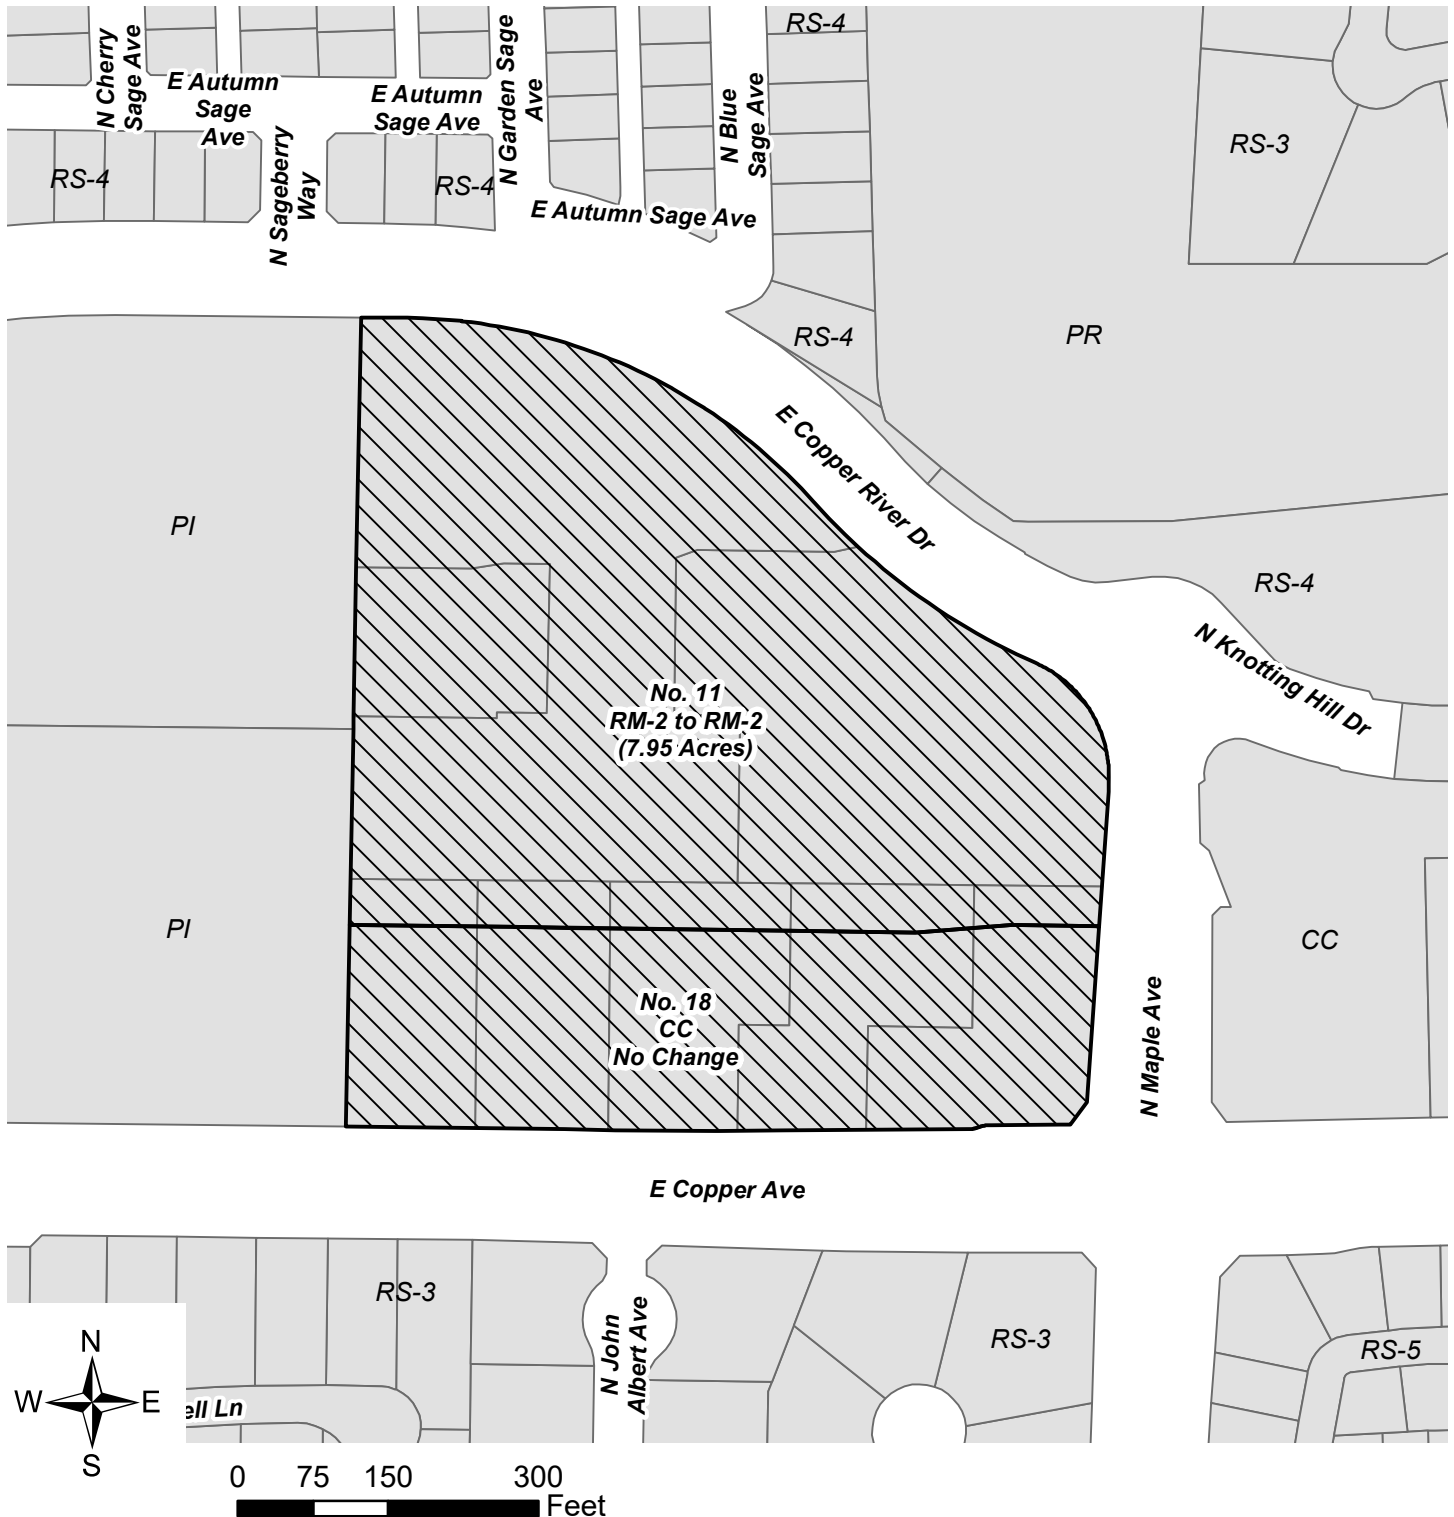 RS-4
N Cherry
Sage Ave
E Autumn
Sage
Ave
E Autumn
Sage Ave
N Garden Sage
Ave
N Blue
Sage Ave
RS-3
RS-4
RS-4
N Sageberry
Way
E Autumn Sage Ave
RS-4
PR
E Copper River Dr
PI
RS-4
N Knotting Hill Dr
No. 11
RM-2 to RM-2
(7.95 Acres)
PI
CC
No. 18
CC
No Change
N Maple Ave
E Copper Ave
RS-3
N John
Albert Ave
RS-3
RS-5
N
W E
S
ell Ln
0 75 150 300
Feet